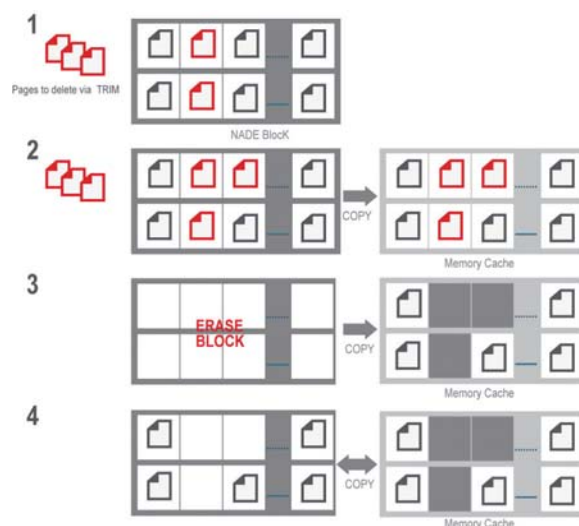 1
Pages to delete via TRIM
NADE BlocK
2
COPY
Memory Cache
3
ERASE
BLOCK
COPY
Memory Cache
4
COPY
Memory Cache